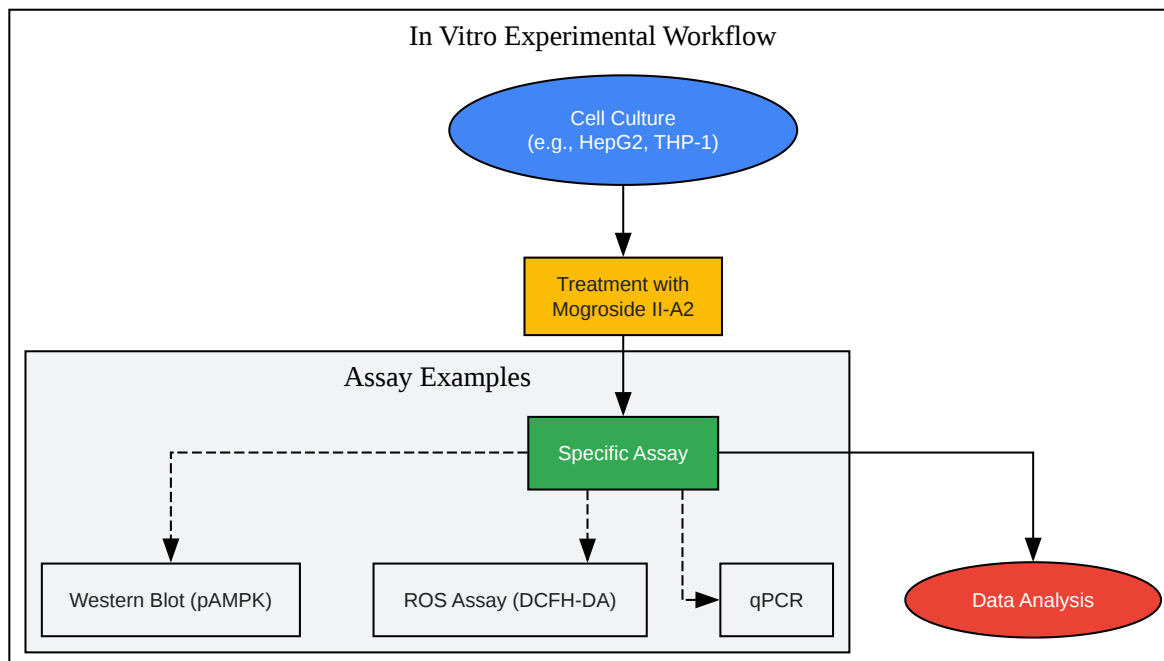 In Vitro Experimental Workflow
Cell Culture
(e.g., HepG2, THP-1)
Treatment with
Mogroside II-A2
Assay Examples
Specific Assay
Western Blot (pAMPK)
ROS Assay (DCFH-DA)
qPCR
Data Analysis